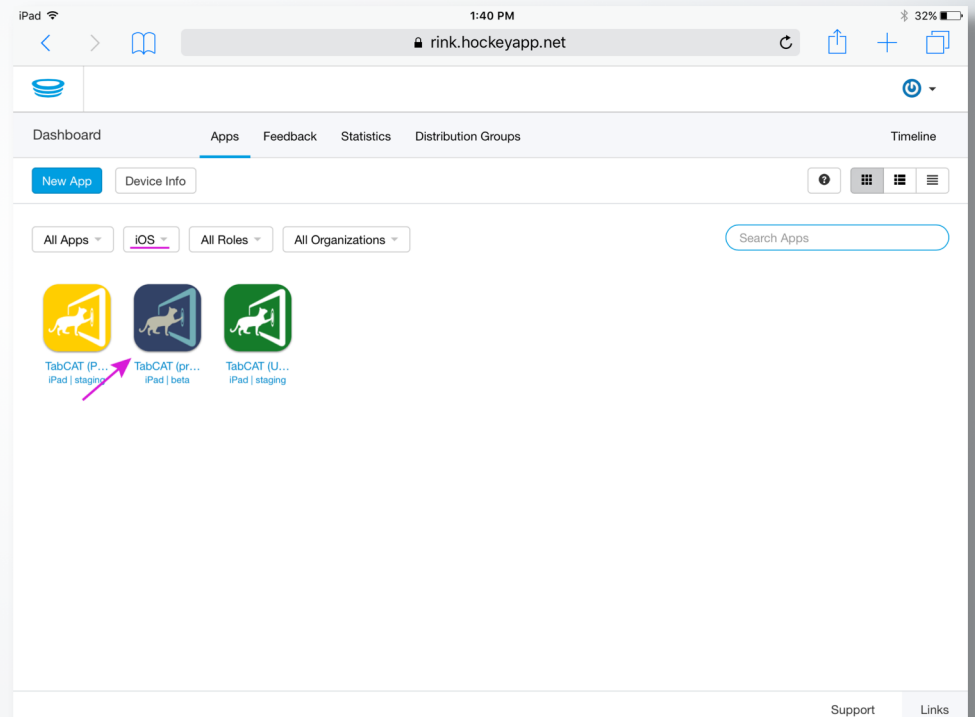 iPad 1:40 PM 32%
rink.hockeyapp.net
Dashboard Apps Feedback Statistics Distribution Groups Timeline
New App Device Info ?
All Apps iOS All Roles All Organizations Search Apps
TabCAT (P... TabCAT (pr... TabCAT (U...
iPad | staging iPad | beta iPad | staging
Support Links